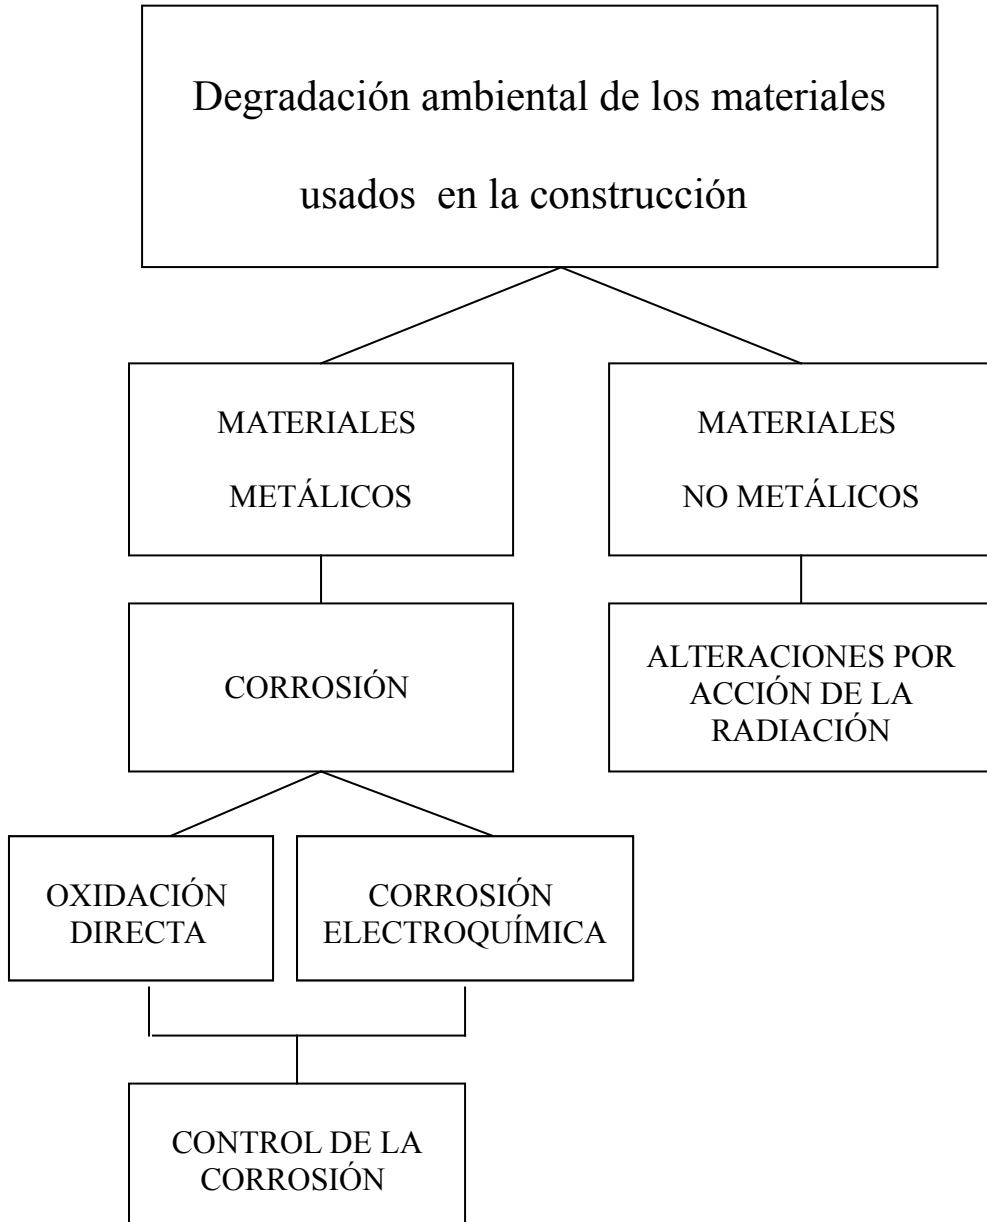 Degradación ambiental de los materiales
usados  en la construcción
MATERIALES
METÁLICOS
MATERIALES
NO METÁLICOS
CORROSIÓN
ALTERACIONES POR
ACCIÓN DE LA
RADIACIÓN
OXIDACIÓN
DIRECTA
CORROSIÓN
ELECTROQUÍMICA
CONTROL DE LA
CORROSIÓN